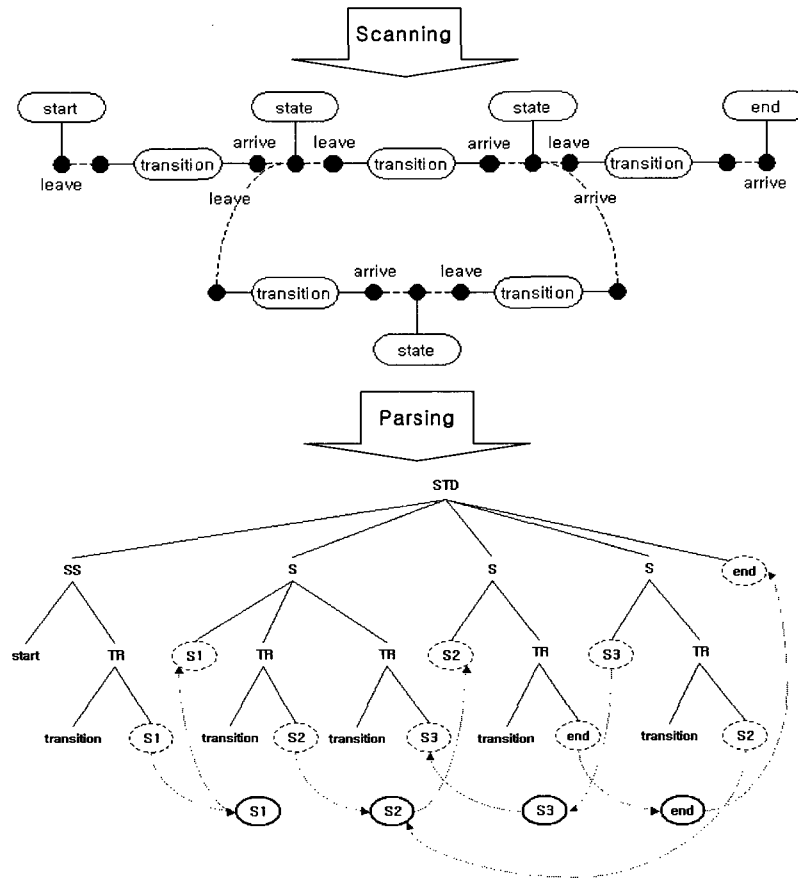 Scanning
start state state end
arrive leave arrive leave
transition transition transition
leave leave arrive arrive
arrive leave
transition transition
state
Parsing
STD
SS S S S end
start TR S1 TR TR S2 TR S3 TR
transition S1 transition S2 transition S3 transition end transition S2
S1 S2 S3 end